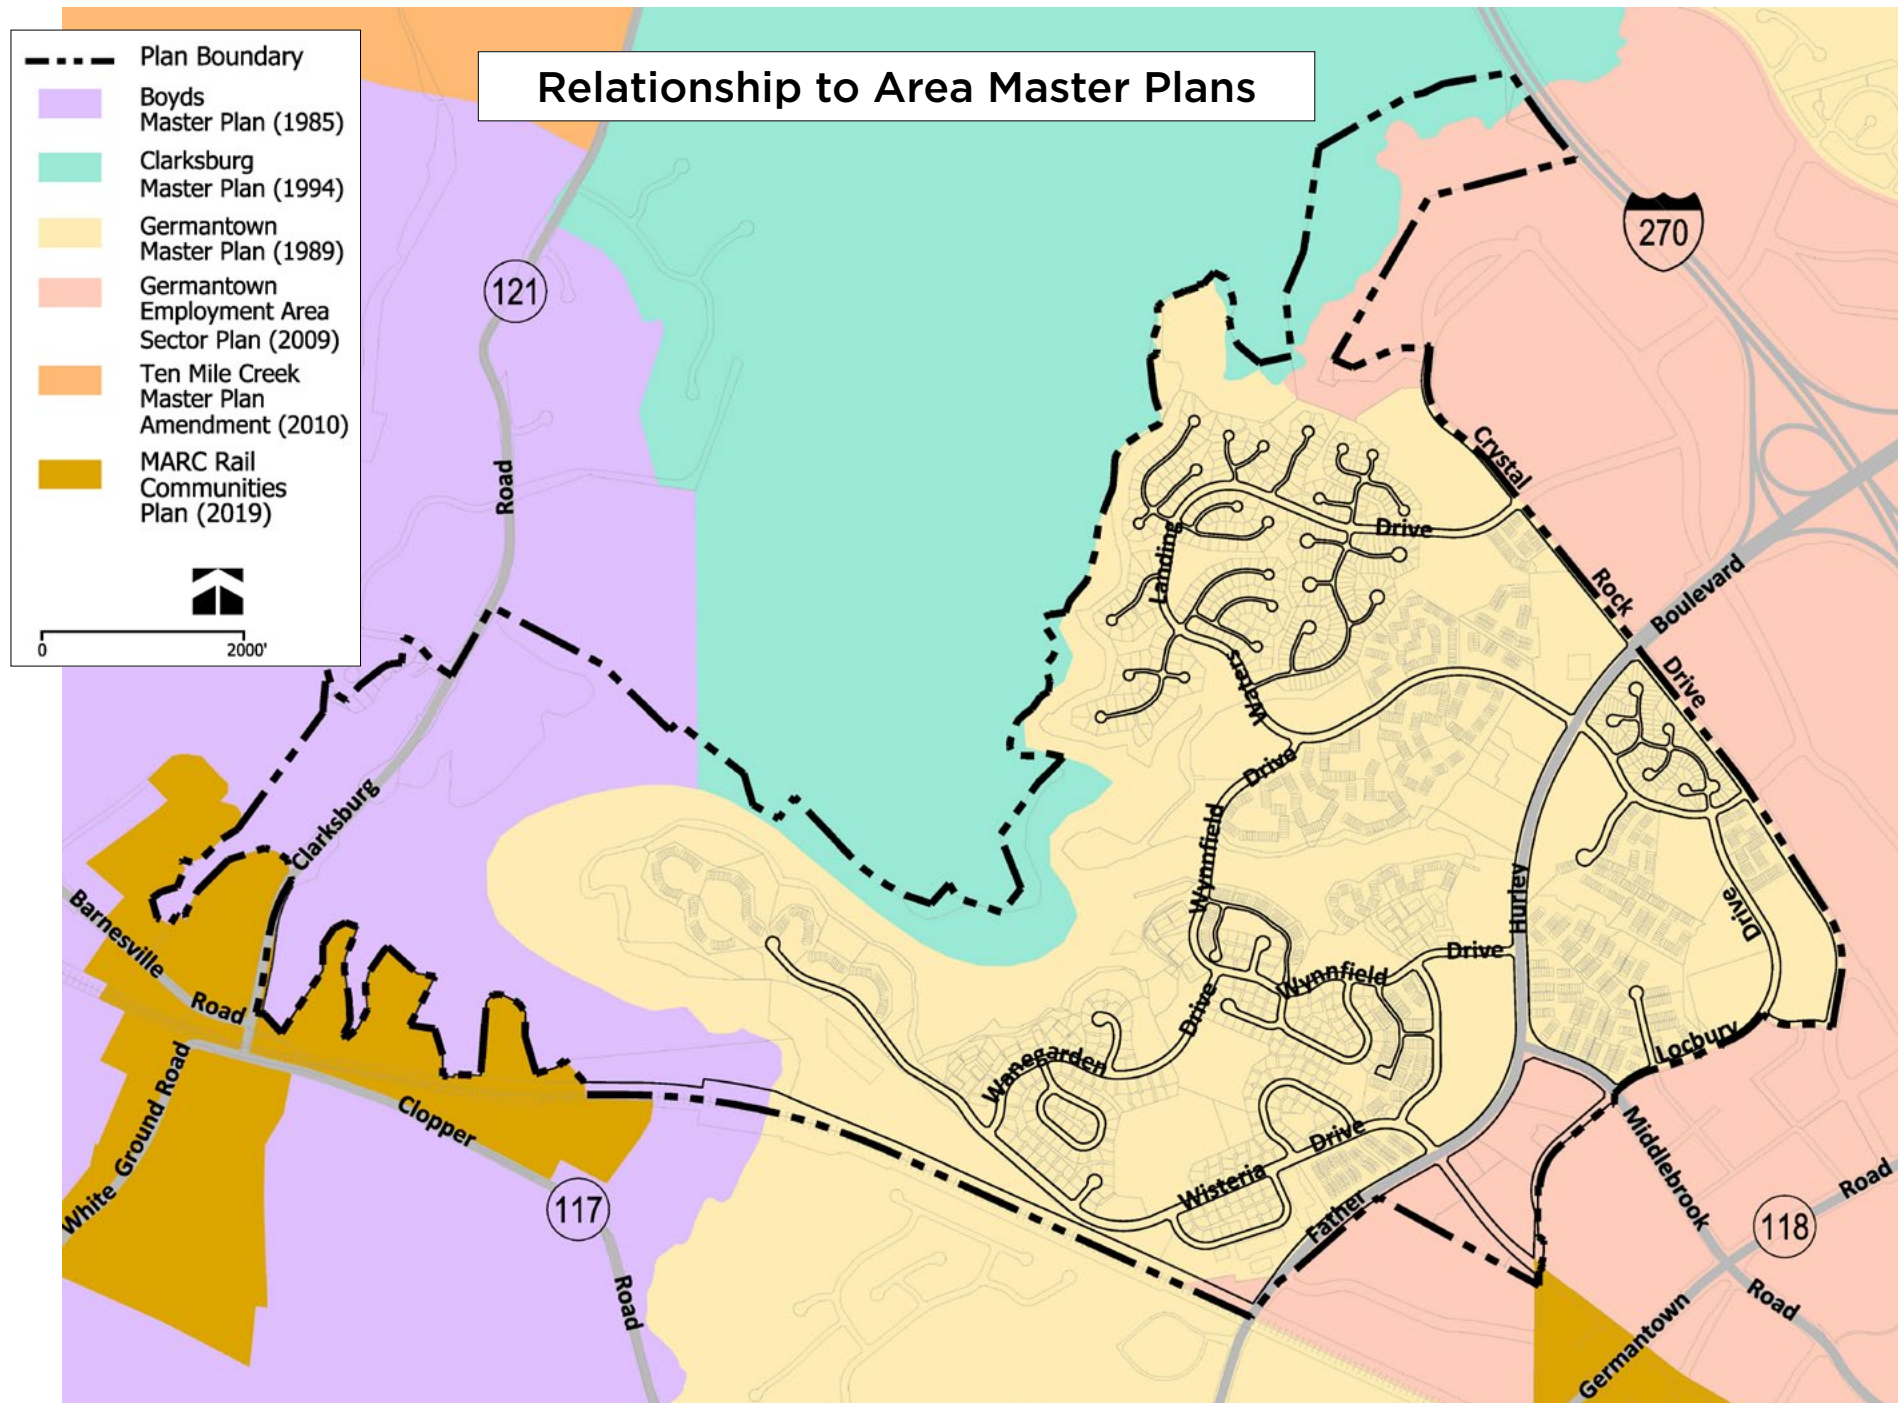 Relationship to Area Master Plans
Plan Boundary
Boyds
Master Plan (1985)
Clarksburg
Master Plan (1994)
Germantown
Master Plan (1989)
Germantown
Employment Area
Sector Plan (2009)
Ten Mile Creek
Master Plan
Amendment (2010)
MARC Rail
Communities
Plan (2019)
0 2000'
121
Road
Clarksburg
Barnesville
Road
White Ground Road
Clopper
117
Road
270
Crystal
Rock
Drive
Boulevard
Drive
Landing
Waters
Drive
Wynnfield
Hurley
Drive
Drive
Wynnfield
Drive
Wanegarden
Locbury
Drive
Wisteria
Father
Middlebrook
Road
118
Road
Germantown